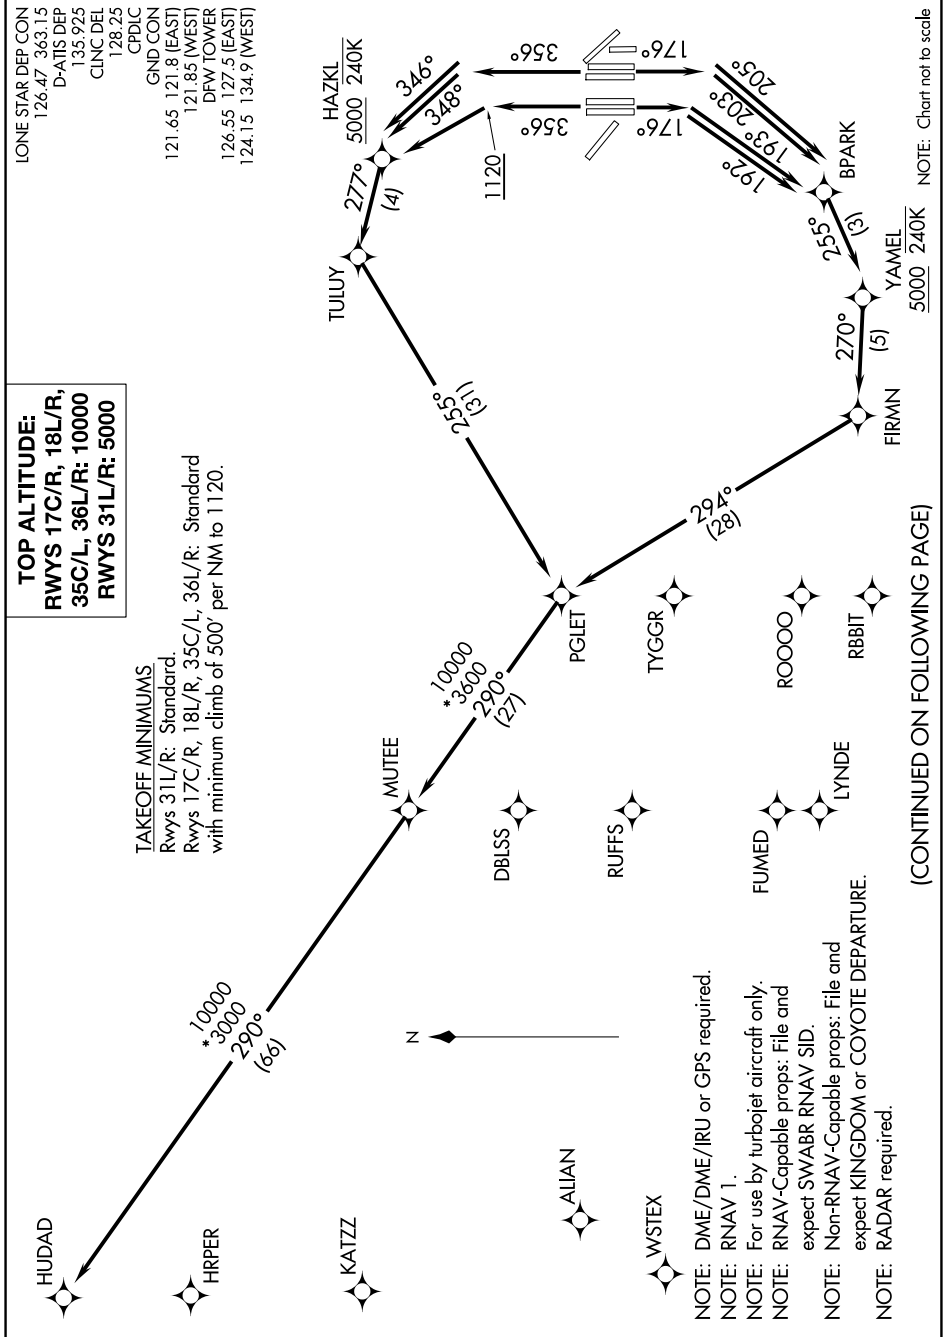 LONE STAR DEP CON
126.47 363.15
D-ATIS DEP
135.925
CLNC DEL
128.25
CPDLC
GND CON
121.65 121.8 (EAST)
121.85 (WEST)
DFW TOWER
126.55 127.5 (EAST)
124.15 134.9 (WEST)
TOP ALTITUDE:
RWYS 17C/R, 18L/R,
35C/L, 36L/R: 10000
RWYS 31L/R: 5000
TAKEOFF MINIMUMS
Rwys 31L/R: Standard.
Rwys 17C/R, 18L/R, 35C/L, 36L/R: Standard
with minimum climb of 500' per NM to 1120.
HAZKL
5000 240K
346°
348°
356°
356°
1120
176°
176°
205°
203°
193°
192°
277°
(4)
TULUY
255°
(31)
BPARK
255°
(3)
YAMEL
5000 240K
270°
(5)
FIRMN
294°
(28)
PGLET
TYGGR
ROOOO
RBBIT
10000
*3600
290°
(27)
MUTEE
DBLSS
RUFFS
FUMED
LYNDE
10000
*3000
290°
(66)
HUDAD
HRPER
KATZZ
ALIAN
WSTEX
N
NOTE: Chart not to scale
NOTE: DME/DME/IRU or GPS required.
NOTE: RNAV 1.
NOTE: For use by turbojet aircraft only.
NOTE: RNAV-Capable props: File and
expect SWABR RNAV SID.
NOTE: Non-RNAV-Capable props: File and
expect KINGDOM or COYOTE DEPARTURE.
NOTE: RADAR required.
(CONTINUED ON FOLLOWING PAGE)